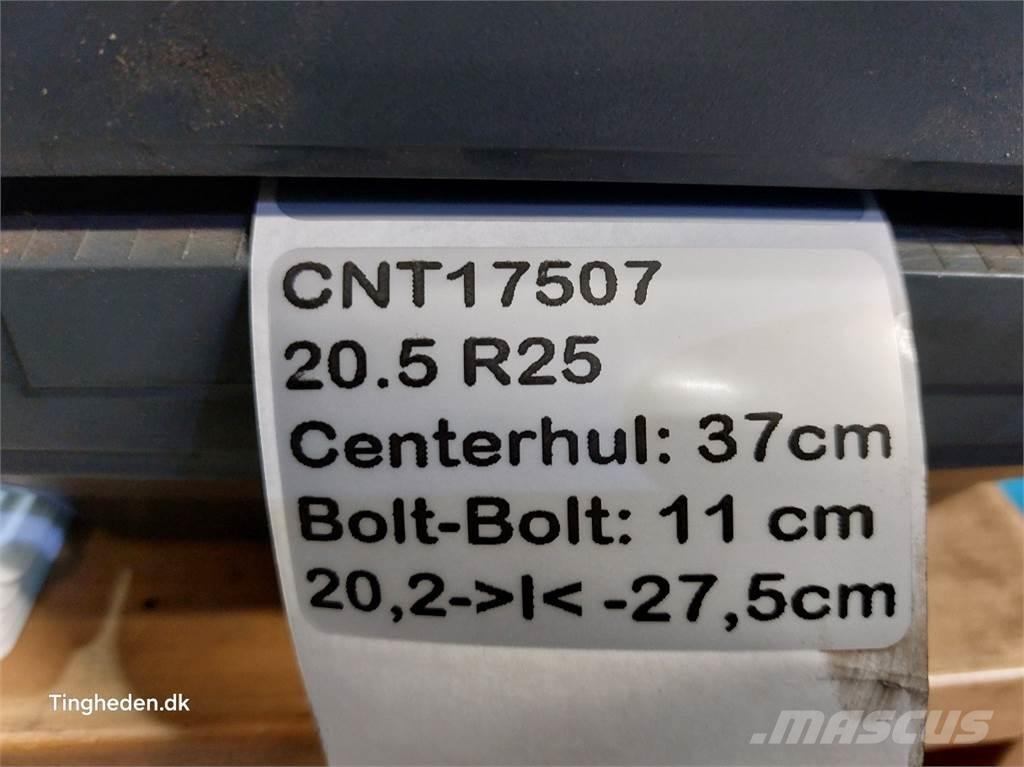 CNT17507
20.5 R25
Centerhul: 37cm
Bolt-Bolt: 11 cm
20,2->|< -27,5cm
Tingheden.dk
MASCUS